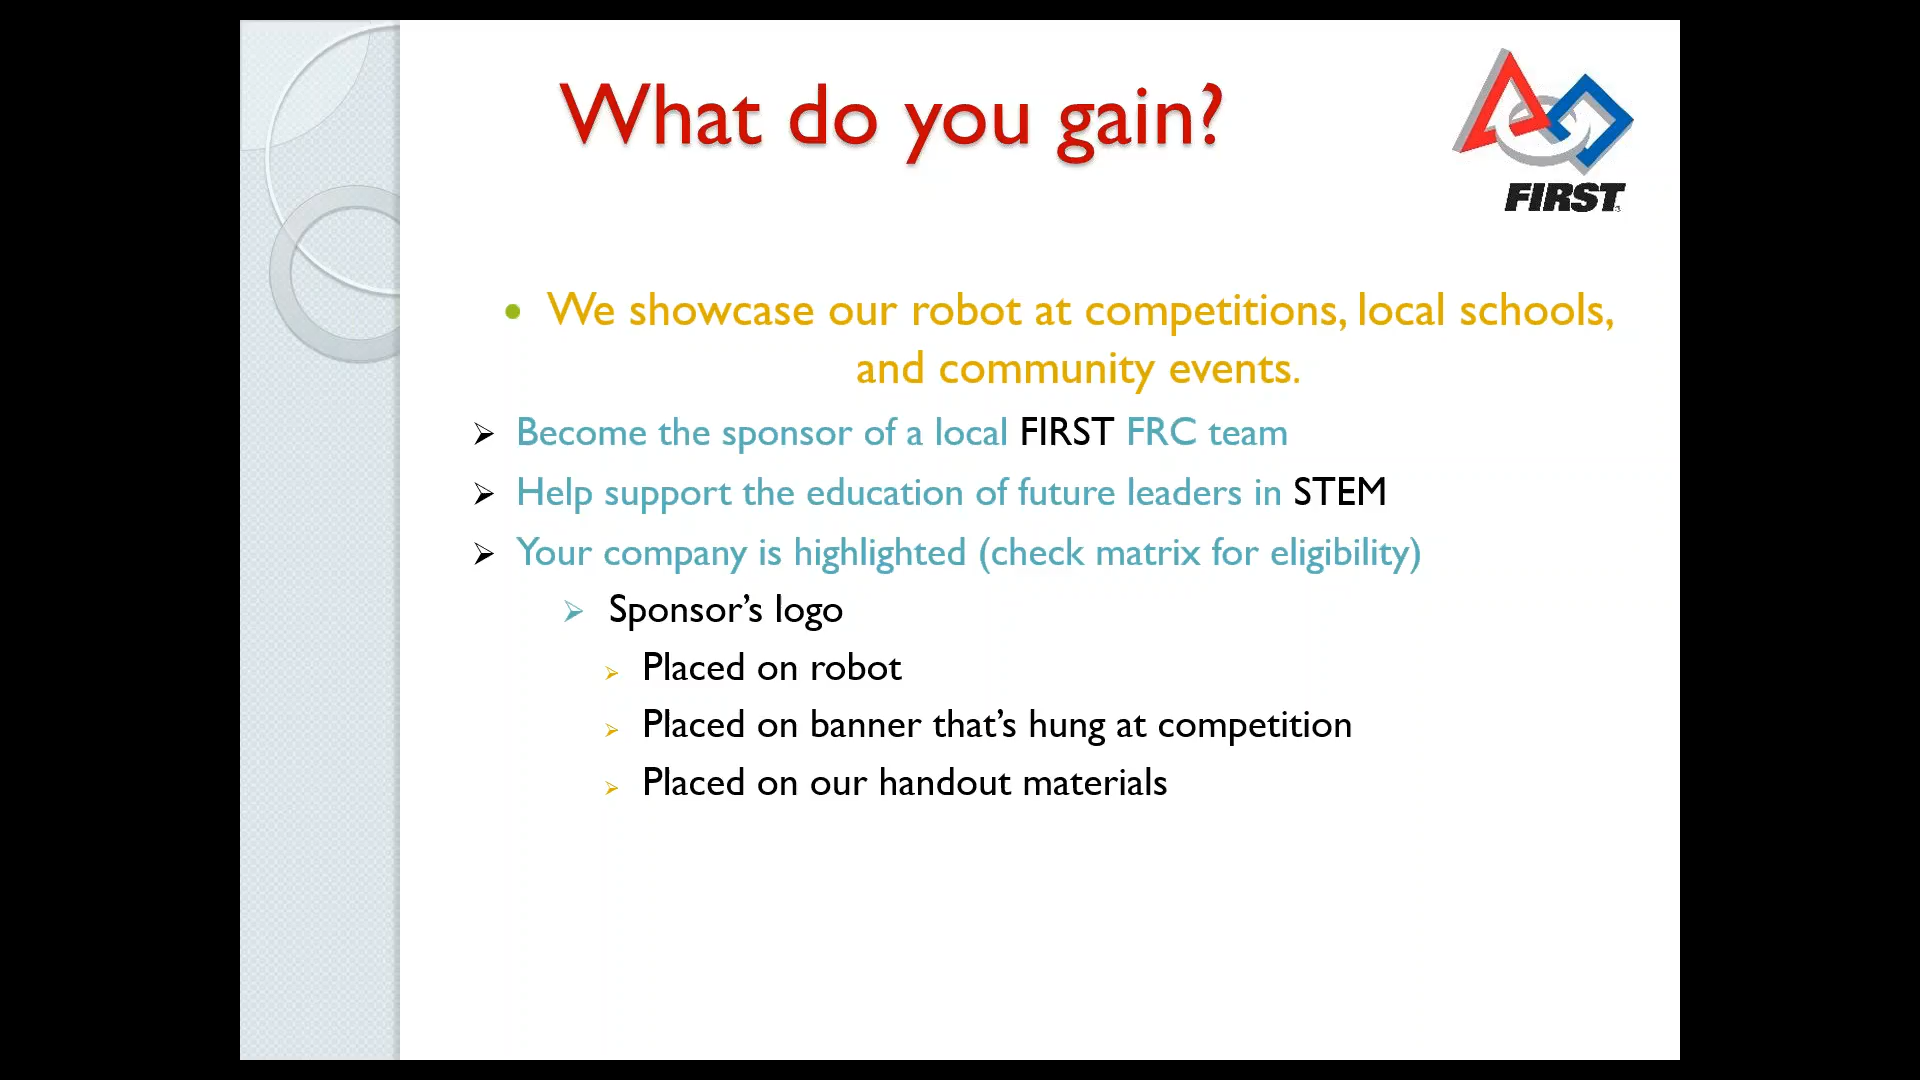 What do you gain?
FIRST
• We showcase our robot at competitions, local schools,
and community events.
➢ Become the sponsor of a local FIRST FRC team
➢ Help support the education of future leaders in STEM
➢ Your company is highlighted (check matrix for eligibility)
➢ Sponsor’s logo
➢ Placed on robot
➢ Placed on banner that’s hung at competition
➢ Placed on our handout materials